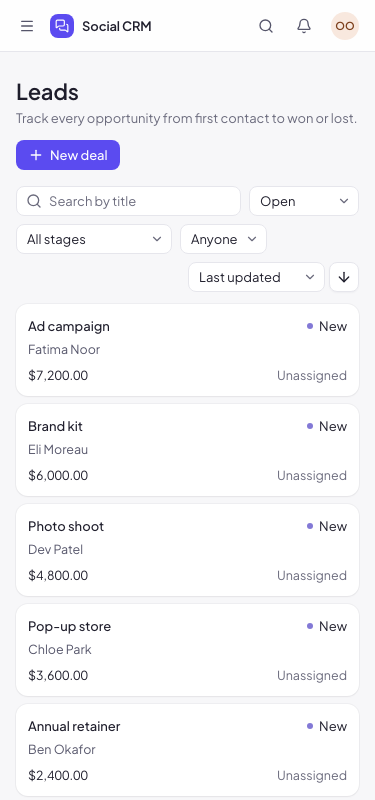 Social CRM
OO
Leads
Track every opportunity from first contact to won or lost.
New deal
Search by title
Open
All stages
Anyone
Last updated
Ad campaign
New
Fatima Noor
$7,200.00
Unassigned
Brand kit
New
Eli Moreau
$6,000.00
Unassigned
Photo shoot
New
Dev Patel
$4,800.00
Unassigned
Pop-up store
New
Chloe Park
$3,600.00
Unassigned
Annual retainer
New
Ben Okafor
$2,400.00
Unassigned